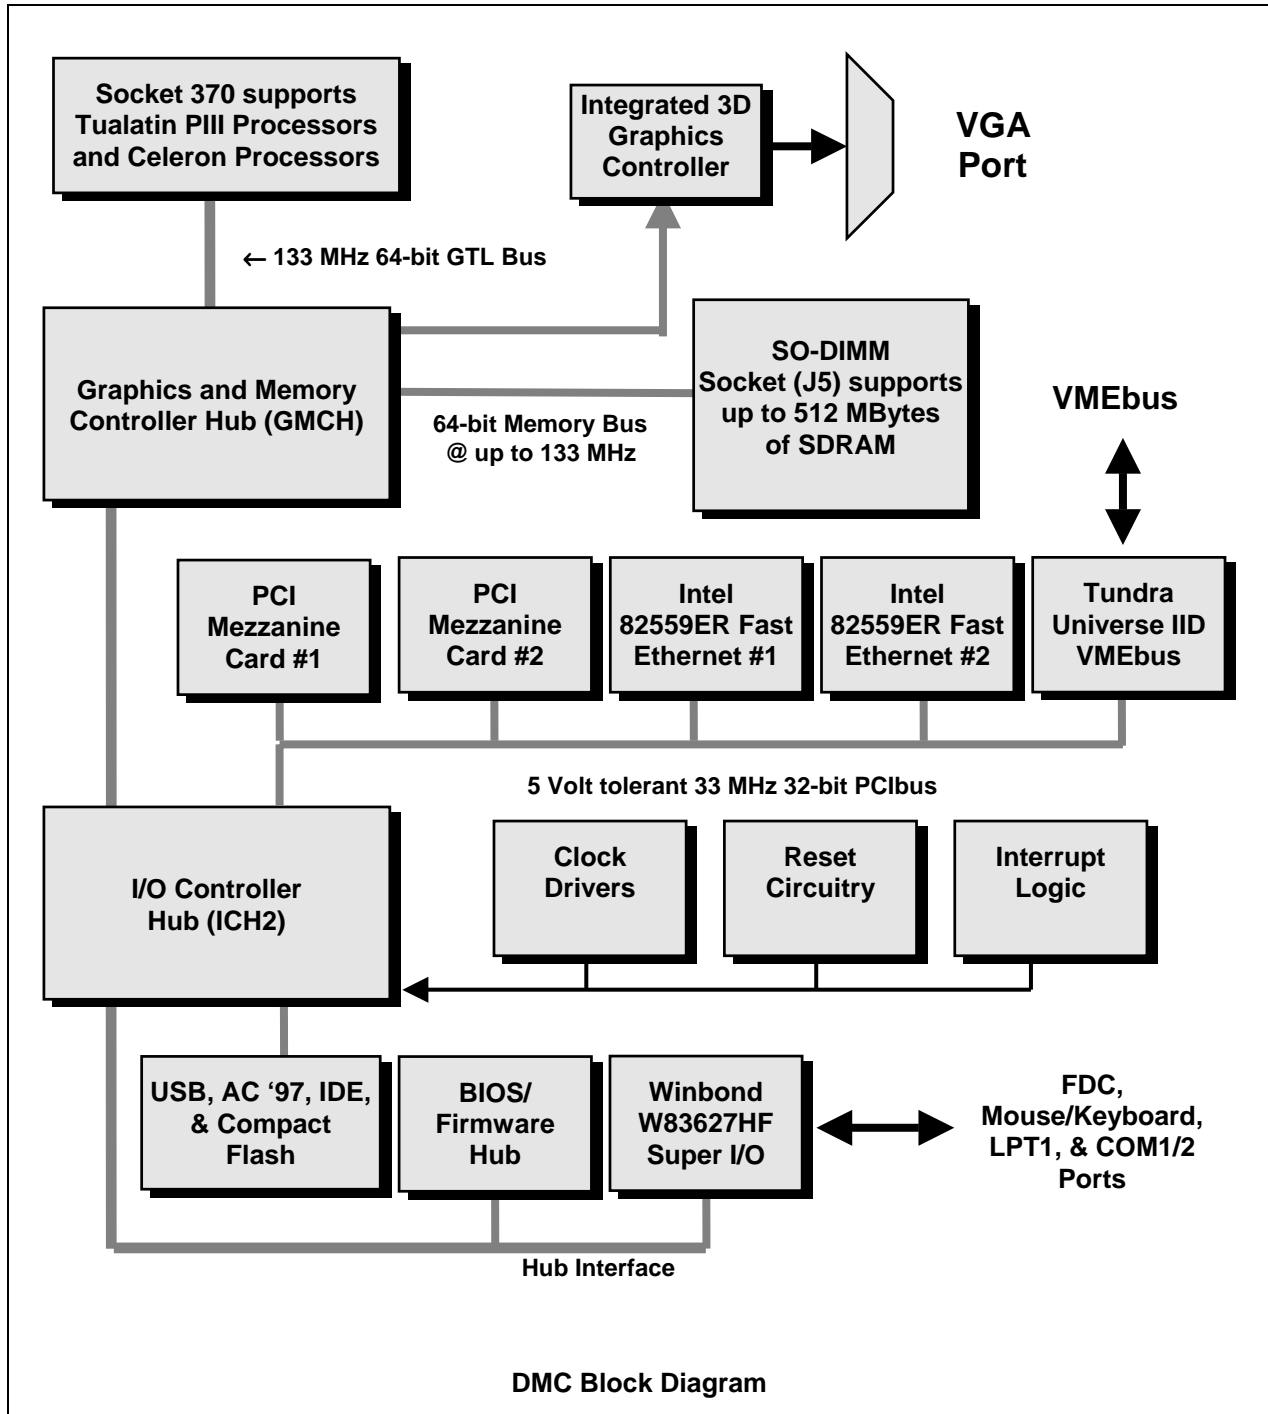 Socket 370 supports
Tualatin PIII Processors
and Celeron Processors
Integrated 3D
Graphics
Controller
VGA
Port
← 133 MHz 64-bit GTL Bus
Graphics and Memory
Controller Hub (GMCH)
SO-DIMM
Socket (J5) supports
up to 512 MBytes
of SDRAM
64-bit Memory Bus
@ up to 133 MHz
VMEbus
PCI
Mezzanine
Card #1
PCI
Mezzanine
Card #2
Intel
82559ER Fast
Ethernet #1
Intel
82559ER Fast
Ethernet #2
Tundra
Universe IID
VMEbus
5 Volt tolerant 33 MHz 32-bit PCIbus
I/O Controller
Hub (ICH2)
Clock
Drivers
Reset
Circuitry
Interrupt
Logic
USB, AC ‘97, IDE,
& Compact
Flash
BIOS/
Firmware
Hub
Winbond
W83627HF
Super I/O
FDC,
Mouse/Keyboard,
LPT1, & COM1/2
Ports
Hub Interface
DMC Block Diagram